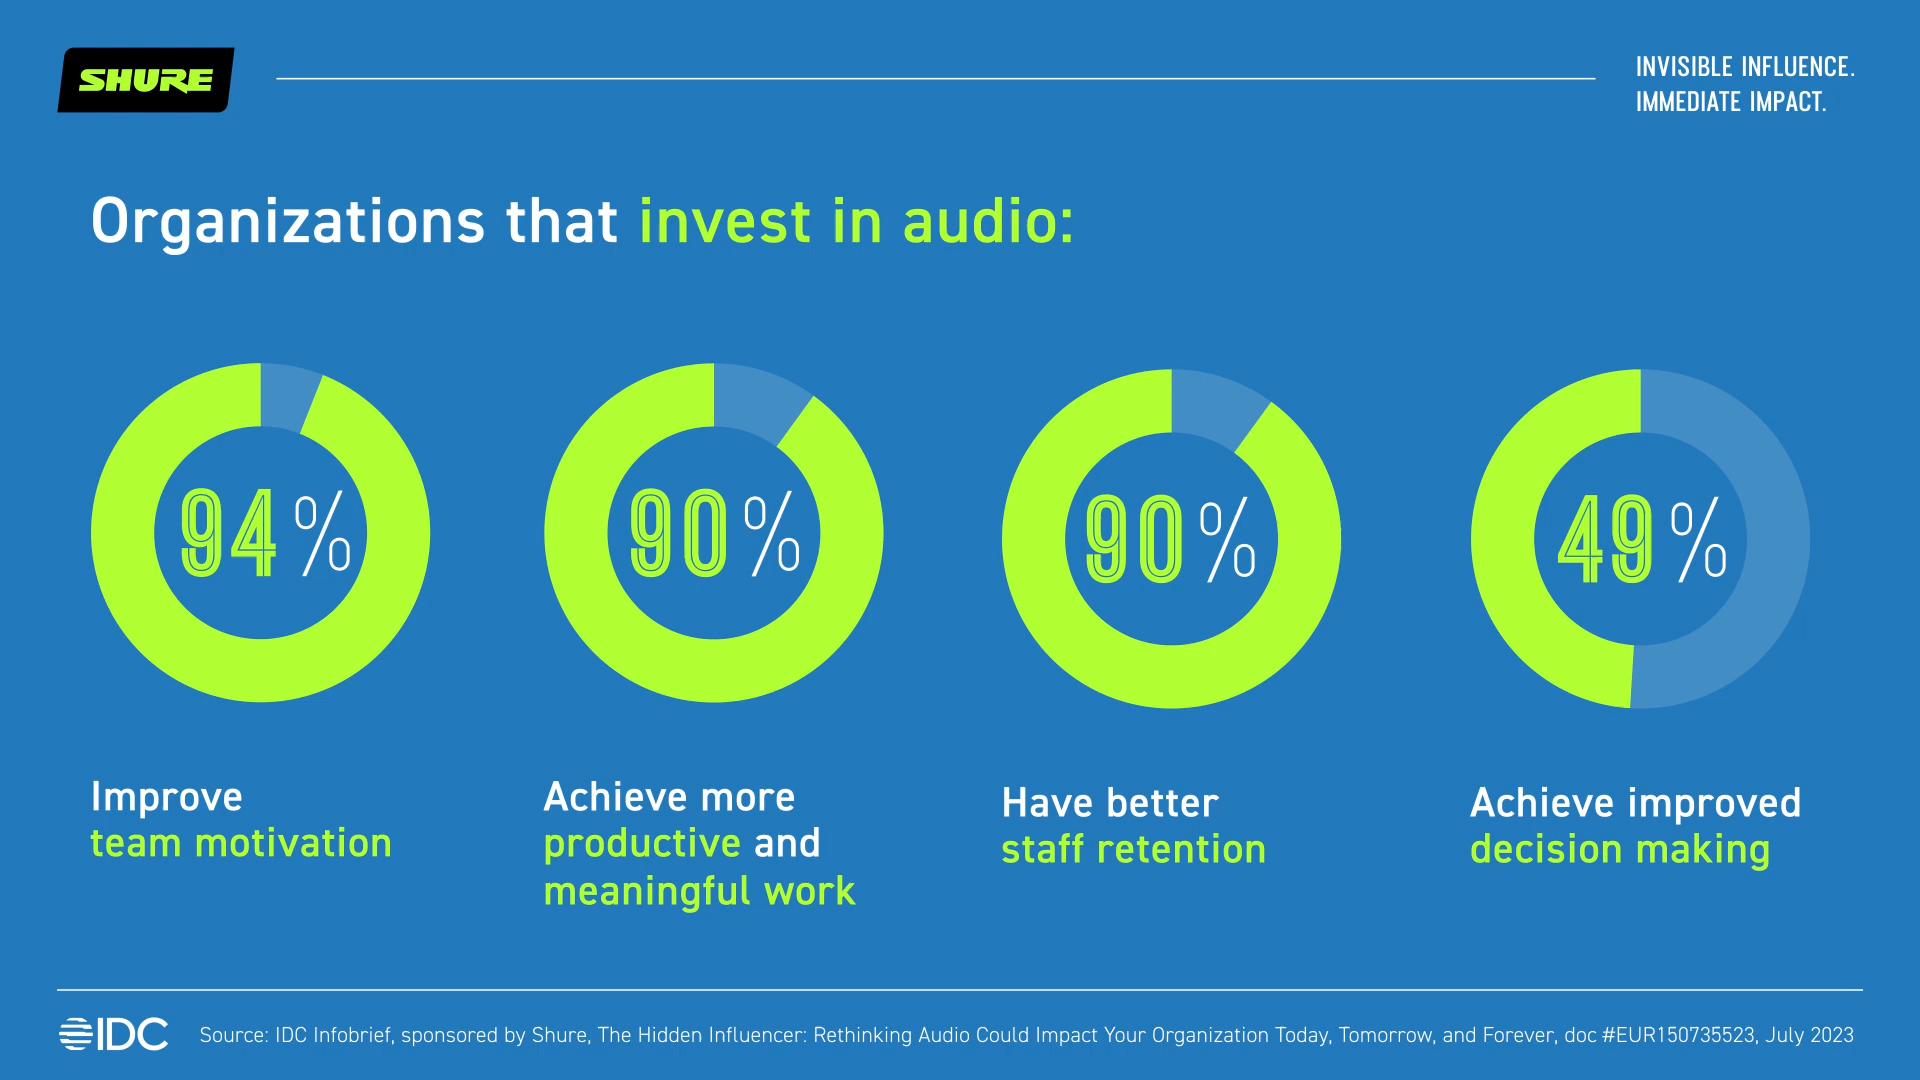 SHURE
INVISIBLE INFLUENCE.
IMMEDIATE IMPACT.
Organizations that invest in audio:
94%
90%
90%
49%
Improve
team motivation
Achieve more
productive and
meaningful work
Have better
staff retention
Achieve improved
decision making
IDC
Source: IDC Infobrief, sponsored by Shure, The Hidden Influencer: Rethinking Audio Could Impact Your Organization Today, Tomorrow, and Forever, doc #EUR150735523, July 2023